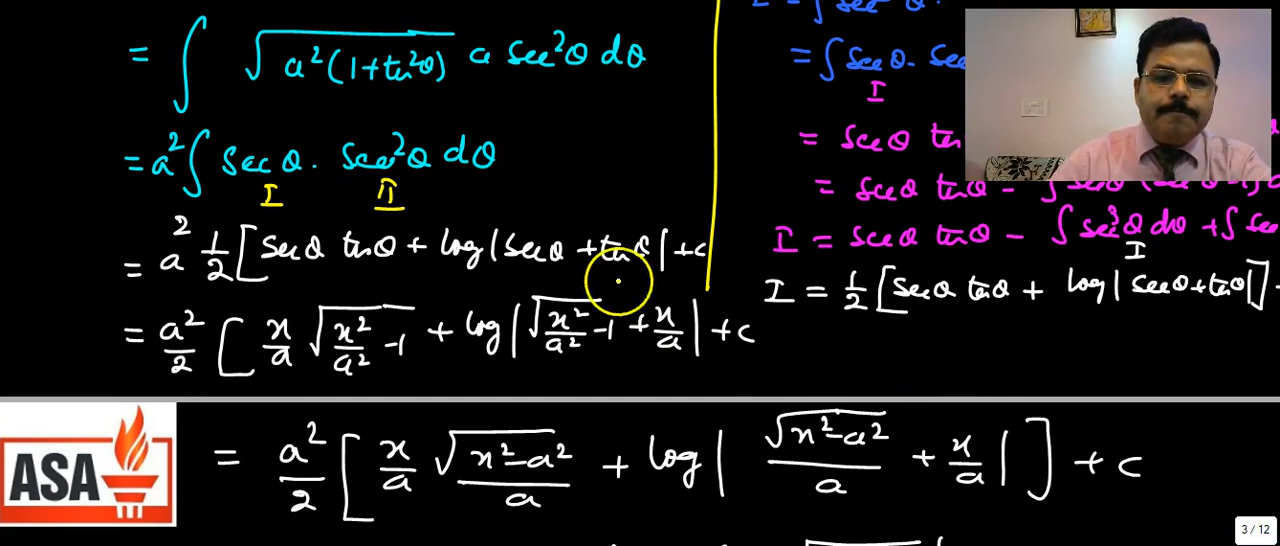 = ∫ √a²(1+tan²θ) a sec²θ dθ
= a² ∫ secθ · sec²θ dθ
I II
= a² 1/2 [secθ tanθ + log|secθ + tanθ| + c
= a²/2 [ x/a √x²/a² - 1 + log|√x²/a² - 1 + x/a| + c
= a²/2 [ x/a √x²-a²/a + log| √x²-a²/a + x/a | ] + c
= ∫ secθ · sec
I
= secθ tan
= secθ tanθ - ∫
I = secθ tanθ - ∫ sec³θ dθ + ∫ sec
I
I = 1/2 [secθ tanθ + log|secθ + tanθ|]
ASA
3 / 12